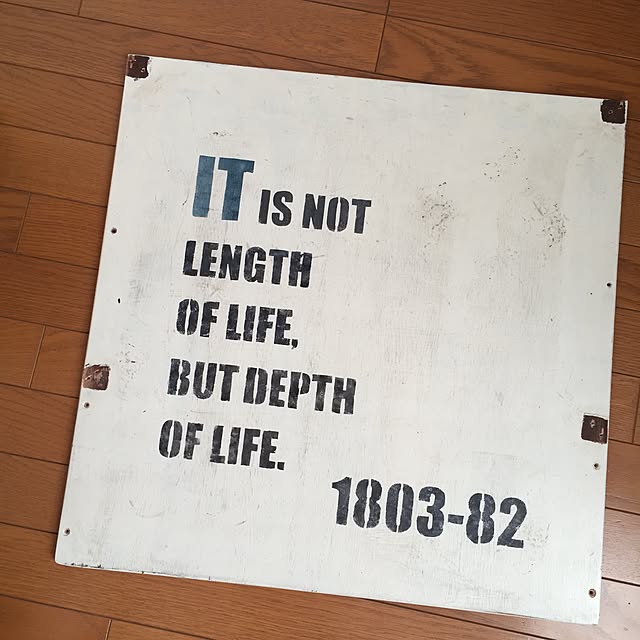 IT IS NOT
LENGTH
OF LIFE,
BUT DEPTH
OF LIFE.
1803-82